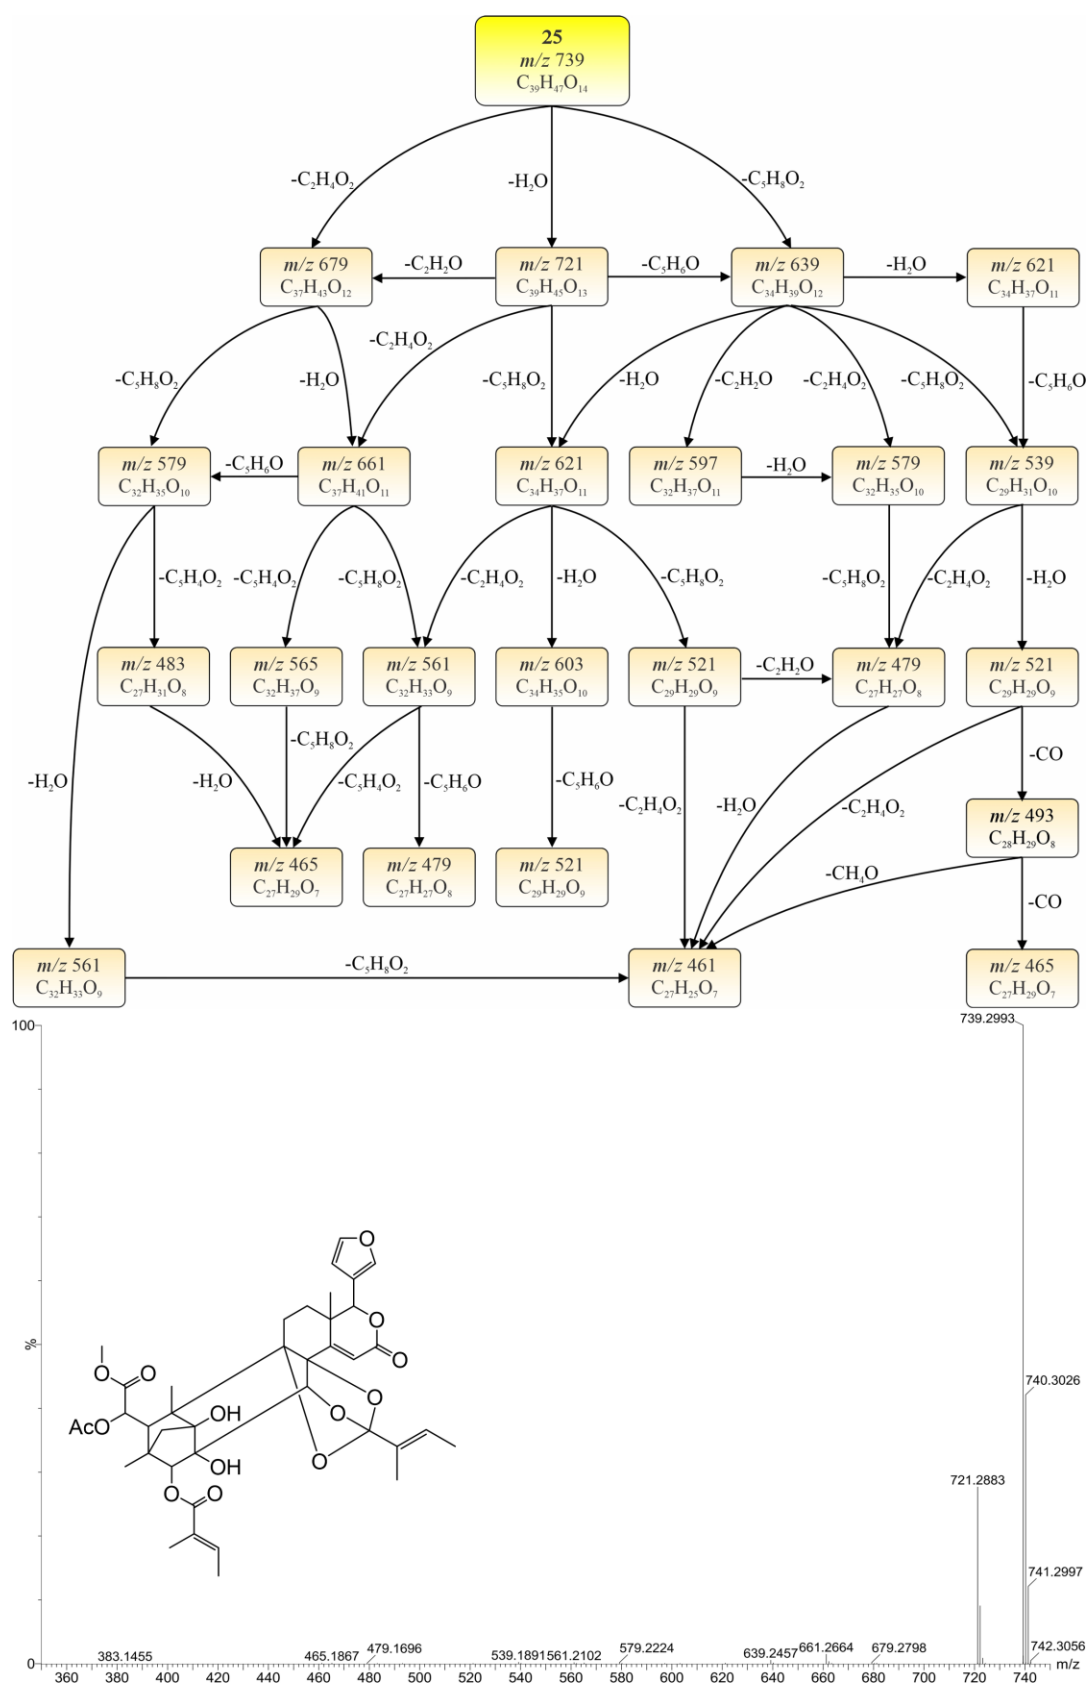 25
m/z 739
C₃₉H₄₇O₁₄
-C₂H₄O₂
-H₂O
-C₅H₈O₂
m/z 679
C₃₇H₄₃O₁₂
-C₂H₂O
m/z 721
C₃₉H₄₅O₁₃
-C₅H₆O
m/z 639
C₃₄H₃₉O₁₂
-H₂O
m/z 621
C₃₄H₃₇O₁₁
-C₅H₈O₂
-H₂O
-C₂H₄O₂
-C₅H₈O₂
-H₂O
-C₂H₂O
-C₂H₄O₂
-C₅H₈O₂
-C₅H₆O
m/z 579
C₃₂H₃₅O₁₀
-C₅H₆O
m/z 661
C₃₇H₄₁O₁₁
m/z 621
C₃₄H₃₇O₁₁
m/z 597
C₃₂H₃₇O₁₁
-H₂O
m/z 579
C₃₂H₃₅O₁₀
m/z 539
C₂₉H₃₁O₁₀
-C₅H₄O₂
-C₅H₄O₂
-C₅H₈O₂
-C₂H₄O₂
-H₂O
-C₅H₈O₂
-C₅H₈O₂
-C₂H₄O₂
-H₂O
m/z 483
C₂₇H₃₁O₈
m/z 565
C₃₂H₃₇O₉
m/z 561
C₃₂H₃₃O₉
m/z 603
C₃₄H₃₅O₁₀
m/z 521
C₂₉H₂₉O₉
-C₂H₂O
m/z 479
C₂₇H₂₇O₈
m/z 521
C₂₉H₂₉O₉
-H₂O
-H₂O
-C₅H₈O₂
-C₅H₄O₂
-C₅H₆O
-C₅H₆O
-C₂H₄O₂
-H₂O
-C₂H₄O₂
-CO
m/z 493
C₂₈H₂₉O₈
m/z 465
C₂₇H₂₉O₇
m/z 479
C₂₇H₂₇O₈
m/z 521
C₂₉H₂₉O₉
-CH₄O
-CO
m/z 561
C₃₂H₃₃O₉
-C₅H₈O₂
m/z 461
C₂₇H₂₅O₇
m/z 465
C₂₇H₂₉O₇
100
739.2993
O
O
O
740.3026
O
O
AcO
OH
O
O
OH
O
O
O
721.2883
741.2997
%
383.1455
465.1867
479.1696
539.1891
561.2102
579.2224
639.2457
661.2664
679.2798
742.3056
0
m/z
360 380 400 420 440 460 480 500 520 540 560 580 600 620 640 660 680 700 720 740